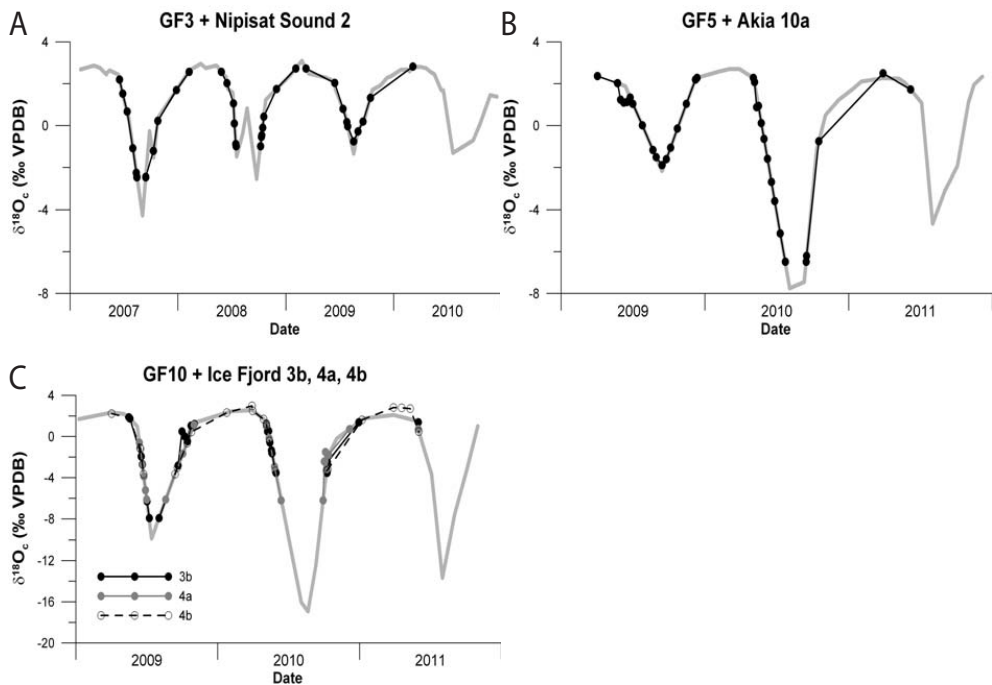 A
GF3 + Nipisat Sound 2
4
0
-4
-8
δ¹⁸Oc (‰ VPDB)
2007
2008
2009
2010
Date
B
GF5 + Akia 10a
4
0
-4
-8
δ¹⁸Oc (‰ VPDB)
2009
2010
2011
Date
C
GF10 + Ice Fjord 3b, 4a, 4b
4
0
-4
-8
-12
-16
-20
δ¹⁸Oc (‰ VPDB)
3b
4a
4b
2009
2010
2011
Date